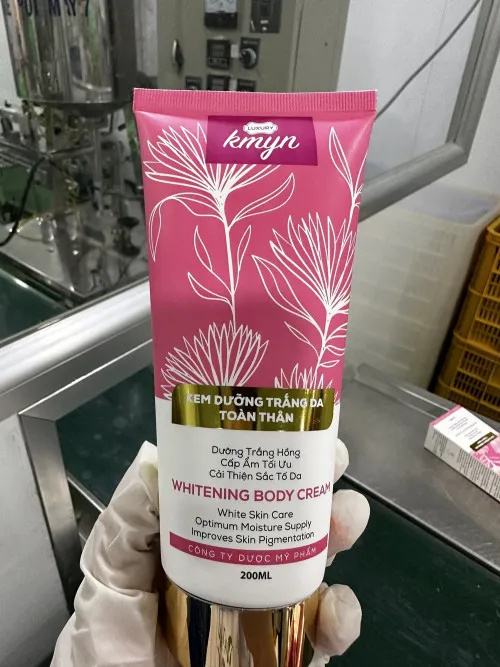 LUXURY
kmyn
KEM DƯỠNG TRẮNG DA
TOÀN THÂN
Dưỡng Trắng Hồng
Cấp Ẩm Tối Ưu
Cải Thiện Sắc Tố Da
WHITENING BODY CREAM
White Skin Care
Optimum Moisture Supply
Improves Skin Pigmentation
CÔNG TY DƯỢC MỸ PHẨM
200ML